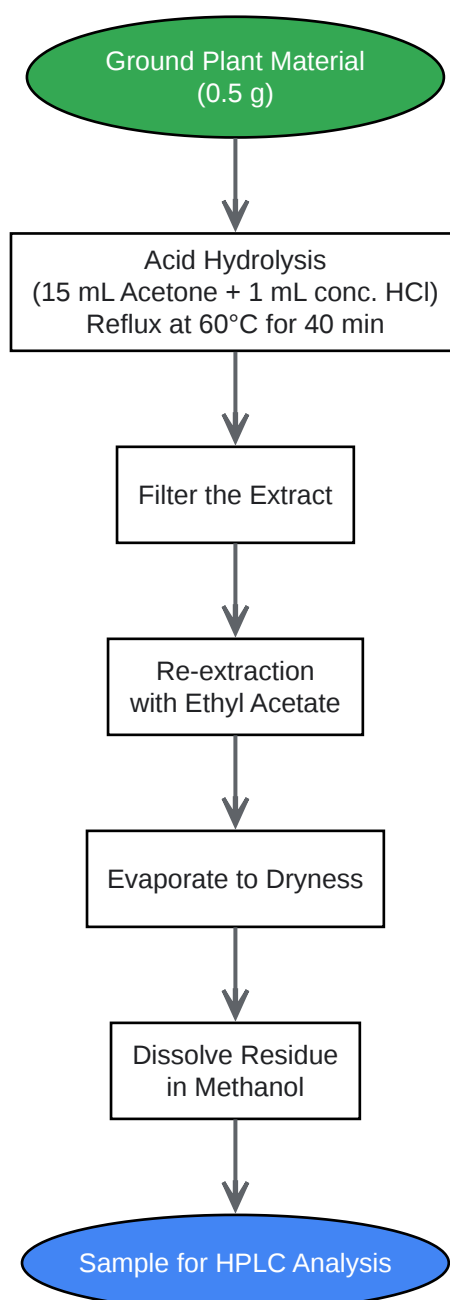 Ground Plant Material
(0.5 g)
Acid Hydrolysis
(15 mL Acetone + 1 mL conc. HCl)
Reflux at 60°C for 40 min
Filter the Extract
Re-extraction
with Ethyl Acetate
Evaporate to Dryness
Dissolve Residue
in Methanol
Sample for HPLC Analysis